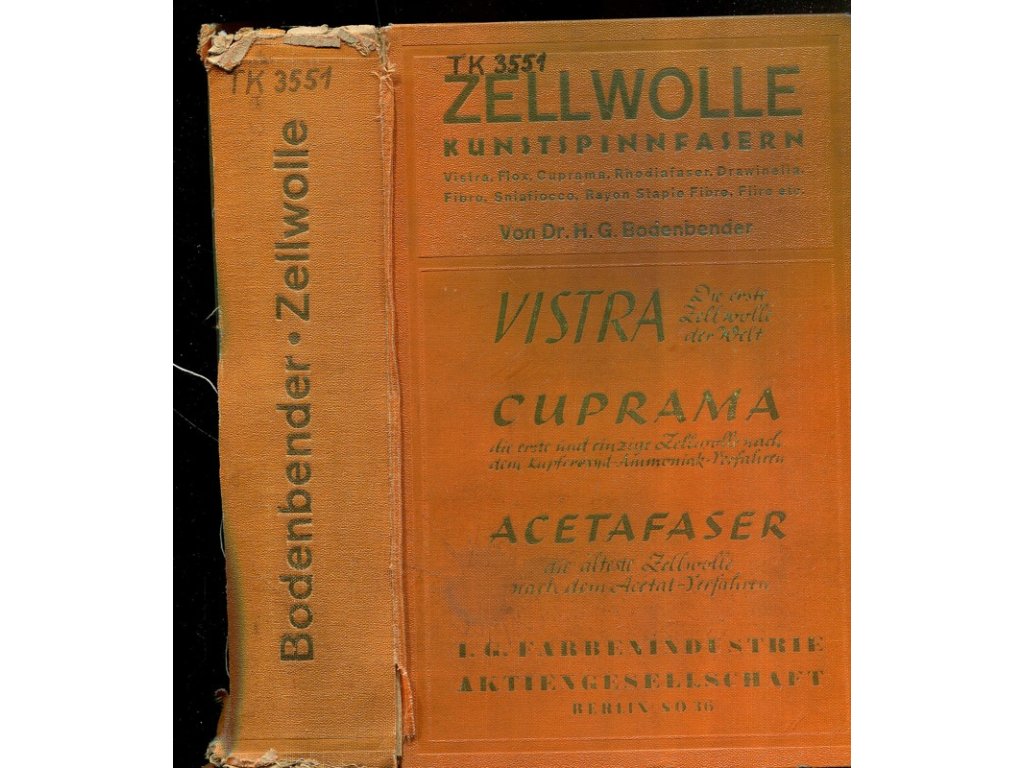 TK 3551
Bodenbender • Zellwolle
TK 3551
ZELLWOLLE
KUNSTSPINNFASERN
Vistra, Flox, Cuprama, Rhodiafaser, Drawinella,
Fibro, Sniafiocco, Rayon Staple Fibre, Flire etc.
Von Dr. H. G. Bodenbender
VISTRA
Die erste
Zellwolle
der Welt
CUPRAMA
die erste und einzige Zellwolle nach
dem Kupferoxyd-Ammoniak-Verfahren
ACETAFASER
die älteste Zellwolle
nach dem Acetat-Verfahren
I. G. FARBENINDUSTRIE
AKTIENGESELLSCHAFT
BERLIN SO 36